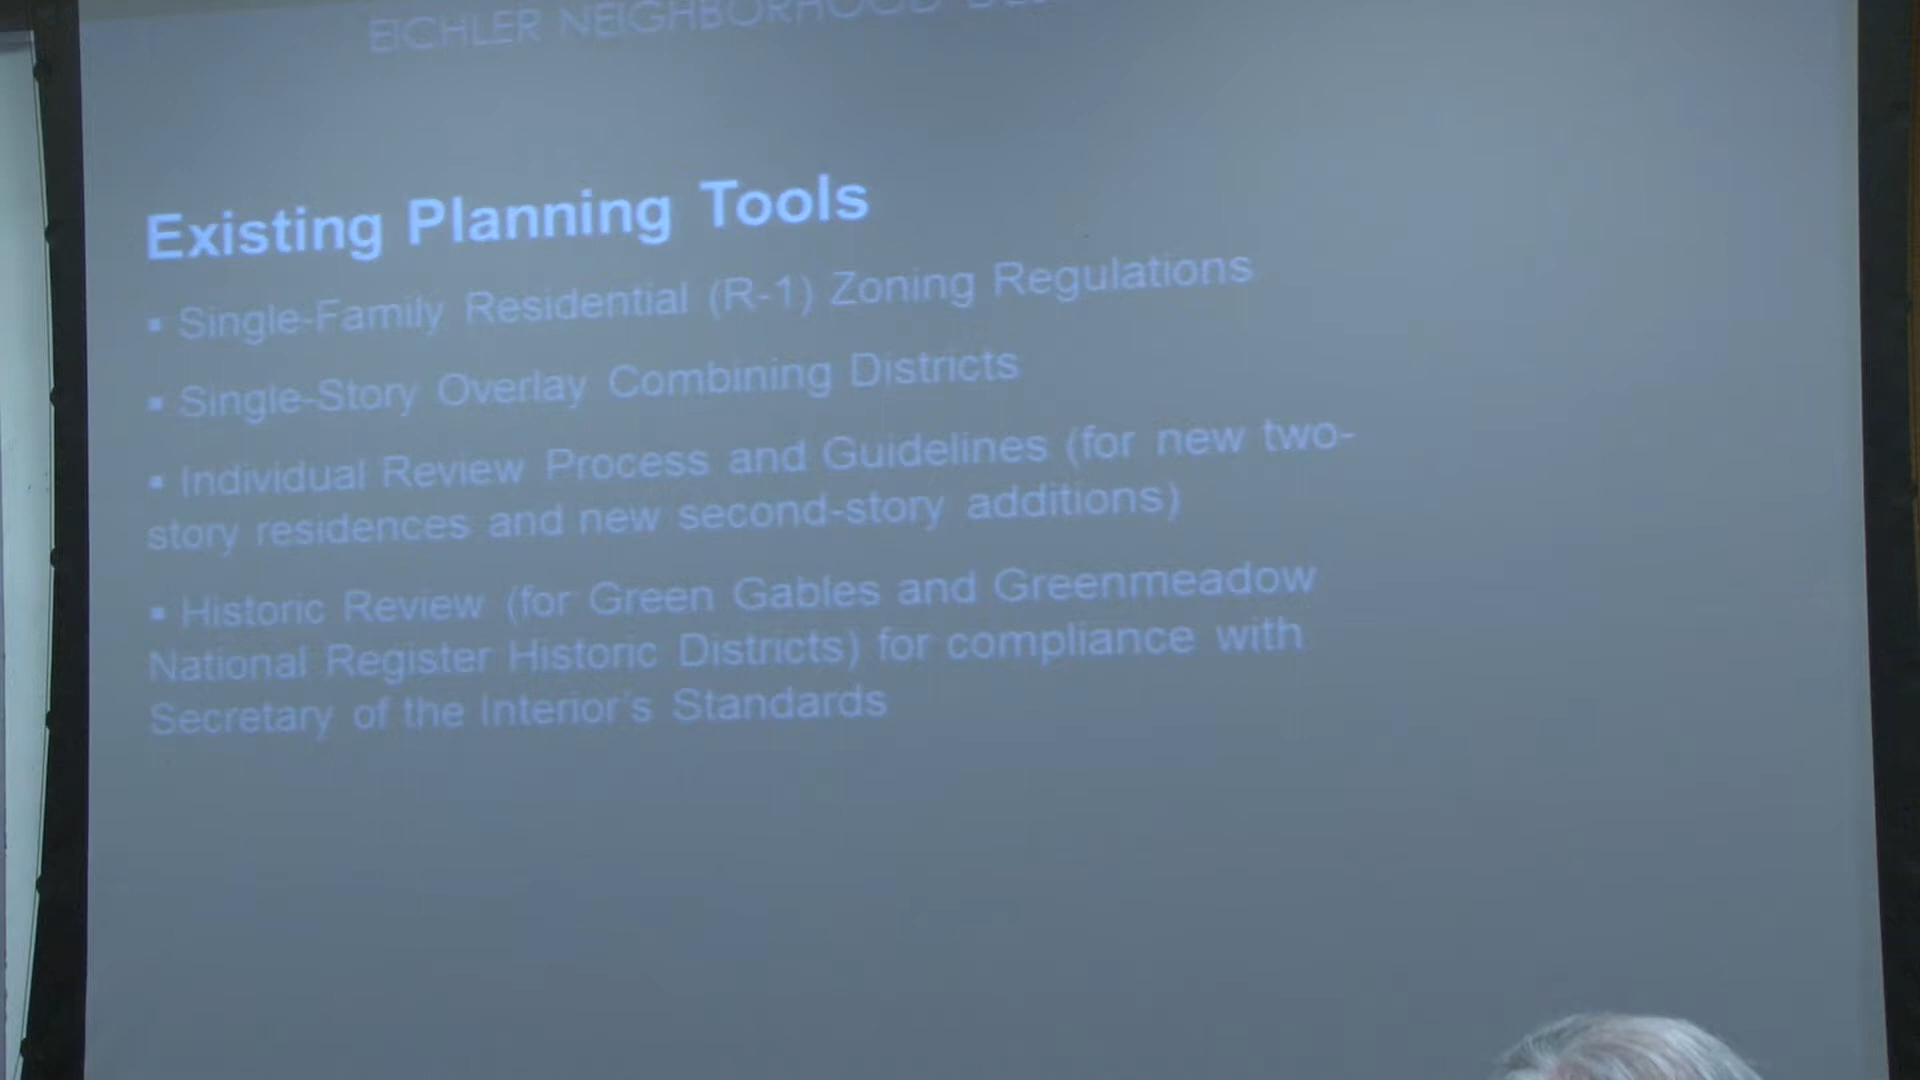 EICHLER NEIGHBORHOOD
Existing Planning Tools
▪ Single-Family Residential (R-1) Zoning Regulations
▪ Single-Story Overlay Combining Districts
▪ Individual Review Process and Guidelines (for new two-
story residences and new second-story additions)
▪ Historic Review (for Green Gables and Greenmeadow
National Register Historic Districts) for compliance with
Secretary of the Interior's Standards